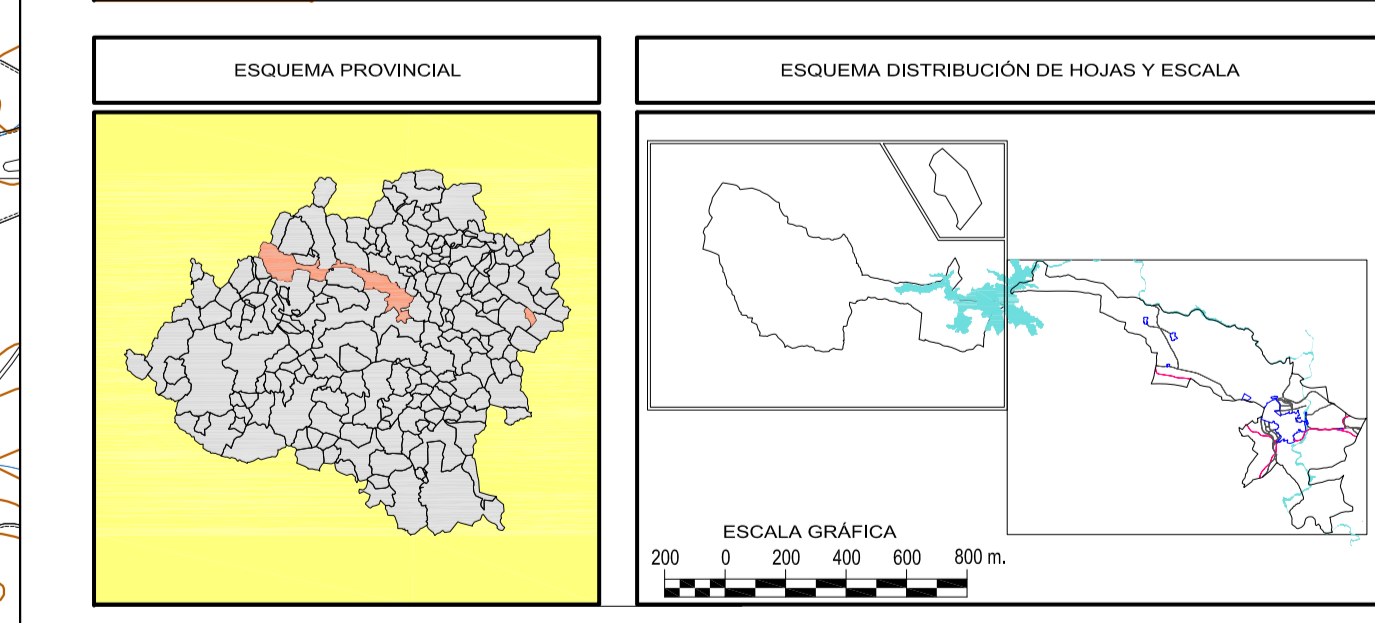 ESQUEMA PROVINCIAL
ESQUEMA DISTRIBUCIÓN DE HOJAS Y ESCALA
ESCALA GRÁFICA
200 0 200 400 600 800 m.